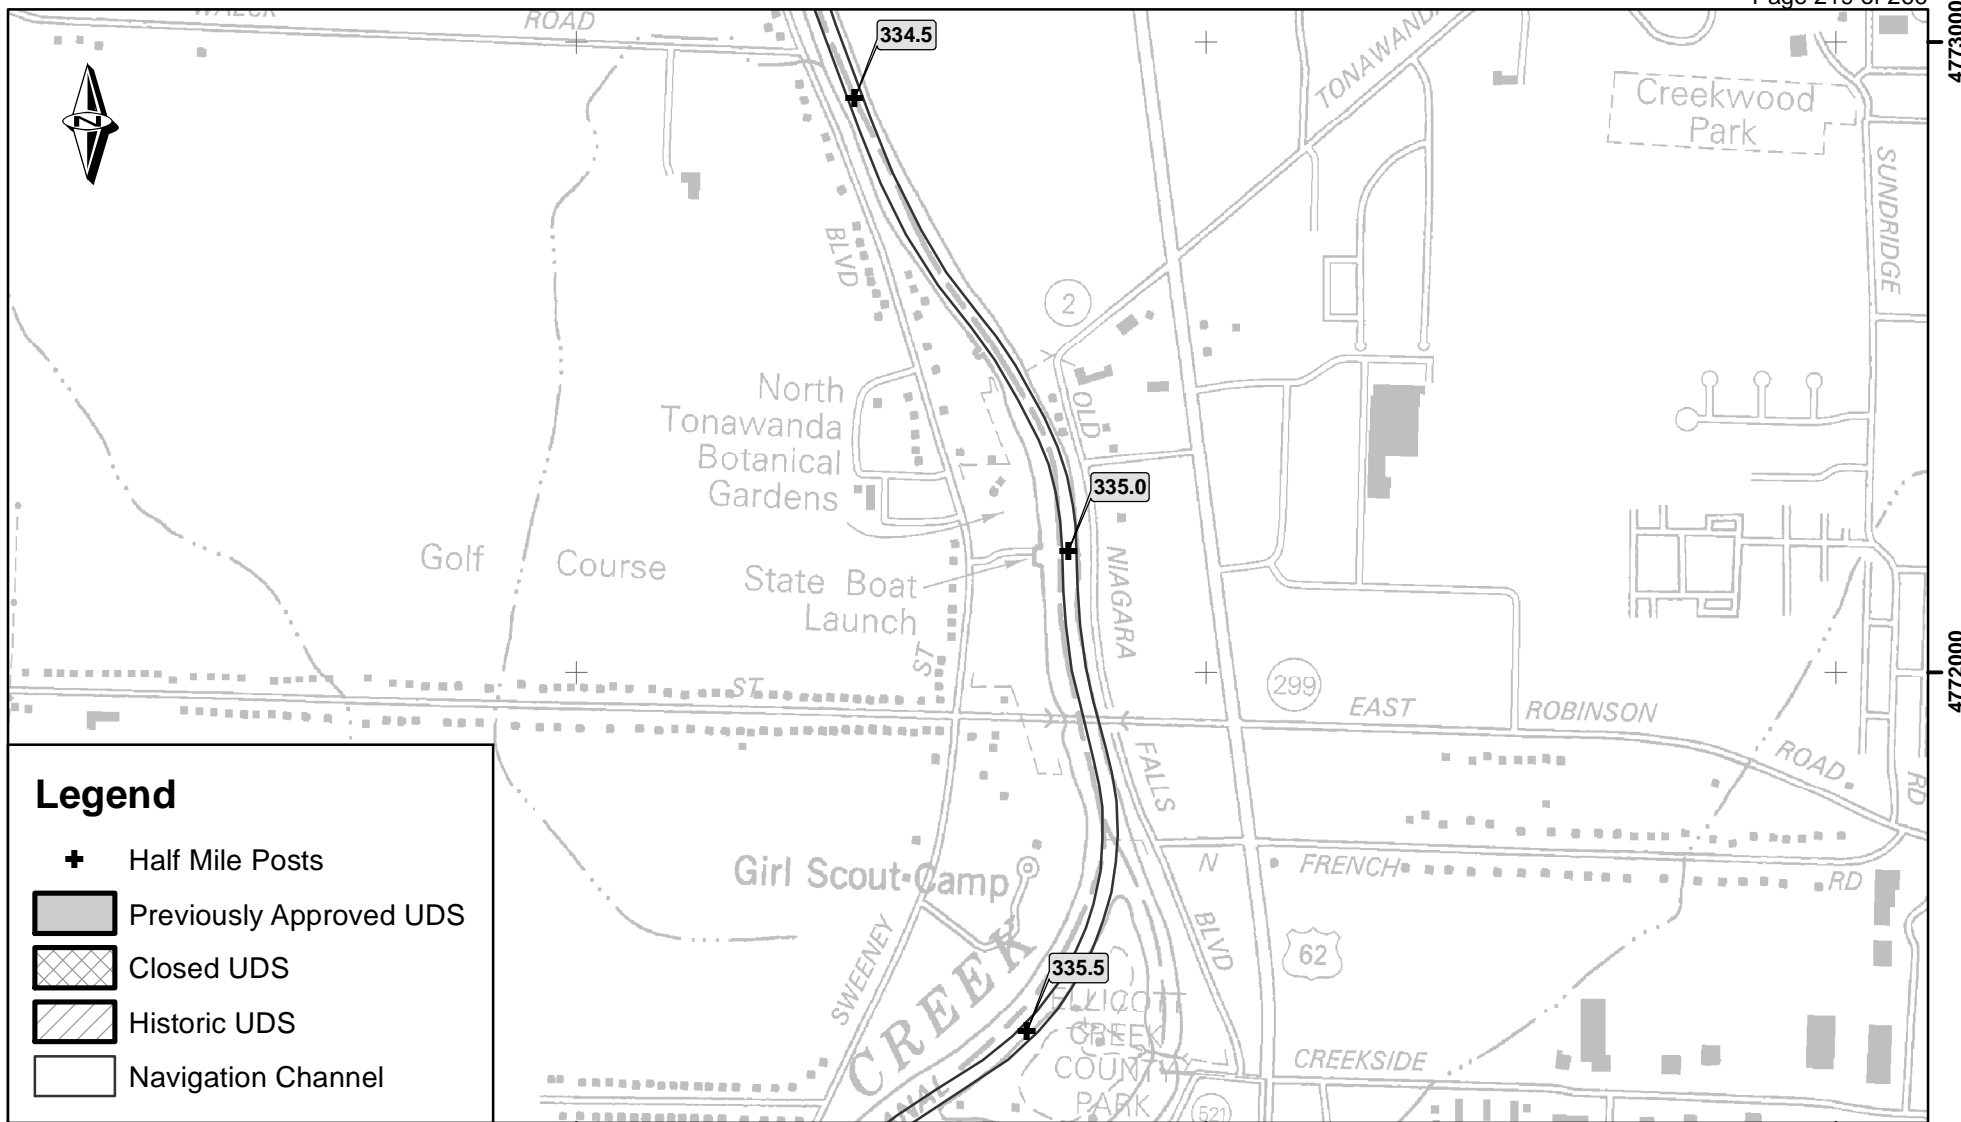 334.5
ROAD
TONAWAND
4773000
Creekwood
Park
SUNDRIDGE
BLVD
2
North
Tonawanda
Botanical
Gardens
OLD
335.0
Golf Course
State Boat
Launch
NIAGARA
ST
ST
299
EAST ROBINSON
ROAD
4772000
FALLS
RD
Legend
Half Mile Posts
Previously Approved UDS
Closed UDS
Historic UDS
Navigation Channel
Girl Scout Camp
N FRENCH RD
SWEENEY
BLVD
62
335.5
CREEK
ELLICOTT
CREEK
COUNTY
PARK
CREEKSIDE
521
N